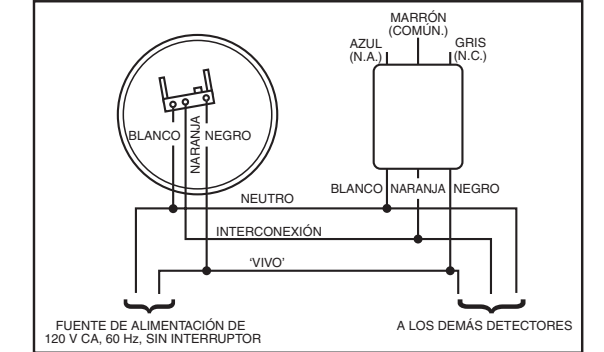 MARRÓN
(COMÚN.)
AZUL
(N.A.)
GRIS
(N.C.)
BLANCO
NARANJA
NEGRO
BLANCO
NARANJA
NEGRO
NEUTRO
INTERCONEXIÓN
'VIVO'
FUENTE DE ALIMENTACIÓN DE
120 V CA, 60 Hz, SIN INTERRUPTOR
A LOS DEMÁS DETECTORES